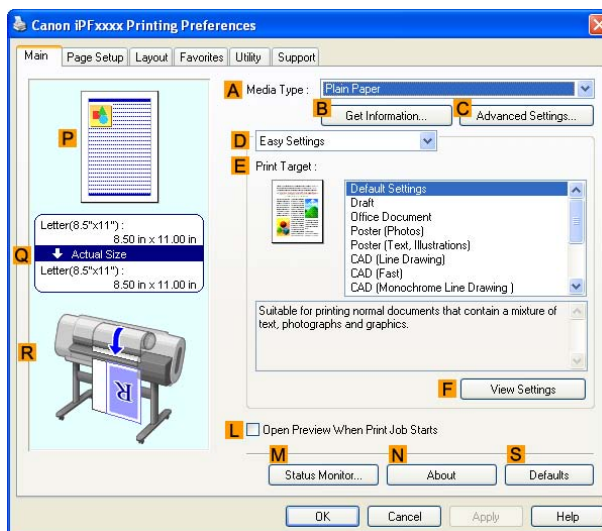 Canon iPFxxxx Printing Preferences
Main Page Setup Layout Favorites Utility Support
A Media Type : Plain Paper
B Get Information... C Advanced Settings...
D Easy Settings
E Print Target :
Default Settings
Draft
Office Document
Poster (Photos)
Poster (Text, Illustrations)
CAD (Line Drawing)
CAD (Fast)
CAD (Monochrome Line Drawing )
Suitable for printing normal documents that contain a mixture of
text, photographs and graphics.
F View Settings
P
Letter(8.5"x11") :
8.50 in x 11.00 in
Q Actual Size
Letter(8.5"x11") :
8.50 in x 11.00 in
R
R
L Open Preview When Print Job Starts
M Status Monitor... N About S Defaults
OK Cancel Apply Help